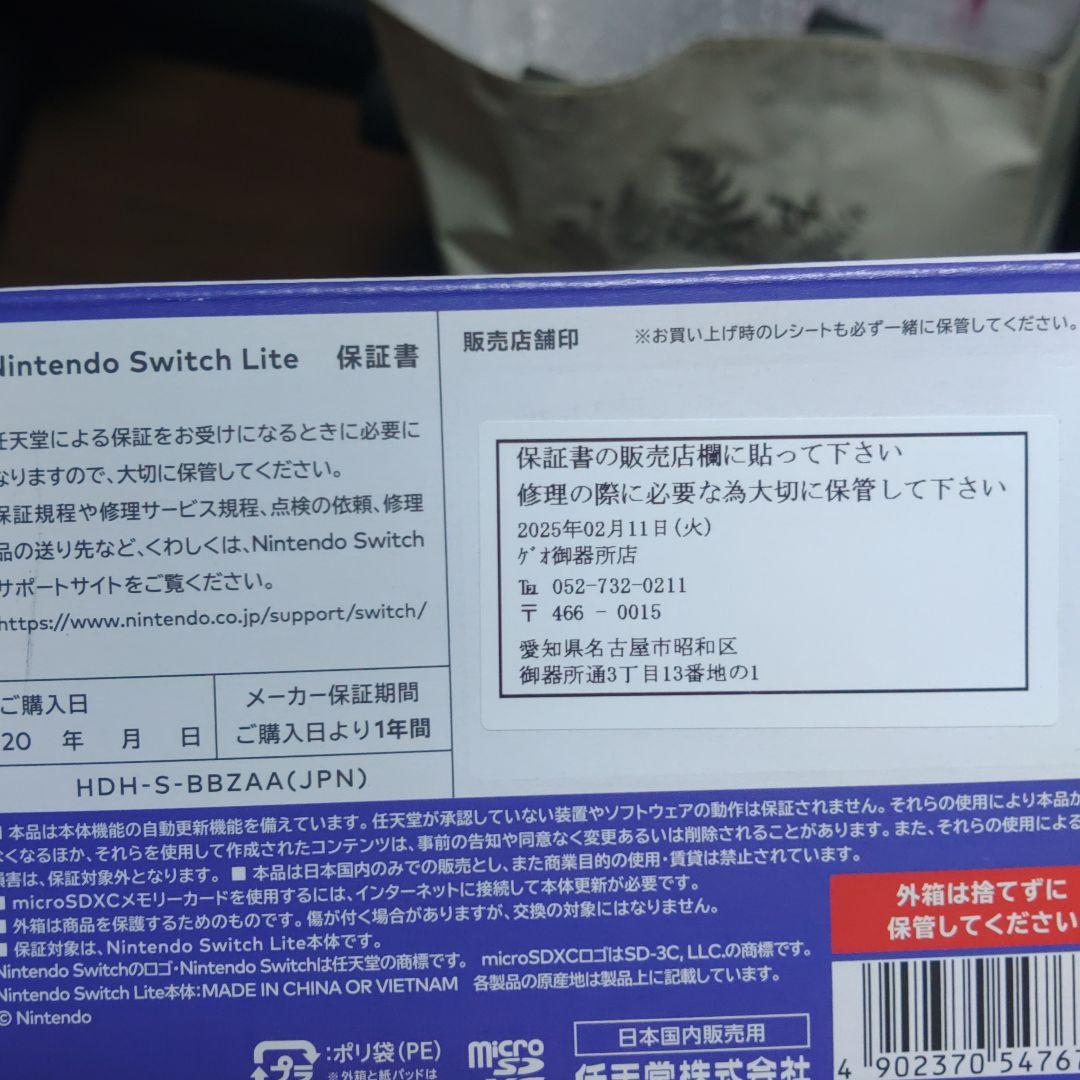 Nintendo Switch Lite 保証書
任天堂による保証をお受けになるときに必要に
なりますので、大切に保管してください。
保証規程や修理サービス規程、点検の依頼、修理
品の送り先など、くわしくは、Nintendo Switch
サポートサイトをご覧ください。
https://www.nintendo.co.jp/support/switch/
ご購入日
20 年 月 日
メーカー保証期間
ご購入日より1年間
HDH-S-BBZAA(JPN)
販売店舗印
※お買い上げ時のレシートも必ず一緒に保管してください。
保証書の販売店欄に貼って下さい
修理の際に必要な為大切に保管して下さい
2025年02月11日(火)
ｹﾞｵ御器所店
℡ 052-732-0211
〒 466 - 0015
愛知県名古屋市昭和区
御器所通3丁目13番地の1
■ 本品は本体機能の自動更新機能を備えています。任天堂が承認していない装置やソフトウェアの動作は保証されません。それらの使用により本品が
なくなるほか、それらを使用して作成されたコンテンツは、事前の告知や同意なく変更あるいは削除されることがあります。また、それらの使用による
損害は、保証対象外となります。 ■ 本品は日本国内のみでの販売とし、また商業目的の使用・賃貸は禁止されています。
■ microSDXCメモリーカードを使用するには、インターネットに接続して本体更新が必要です。
■ 外箱は商品を保護するためのものです。傷が付く場合がありますが、交換の対象にはなりません。
■ 保証対象は、Nintendo Switch Lite本体です。
Nintendo Switchのロゴ・Nintendo Switchは任天堂の商標です。 microSDXCロゴはSD-3C, LLC.の商標です。
Nintendo Switch Lite本体：MADE IN CHINA OR VIETNAM 各製品の原産地は製品上に記載しています。
© Nintendo
外箱は捨てずに
保管してください
プラ
：ポリ袋(PE)
※外箱と紙パッドは
micro
SD
日本国内販売用
任天堂株式会社
4 902370 54767